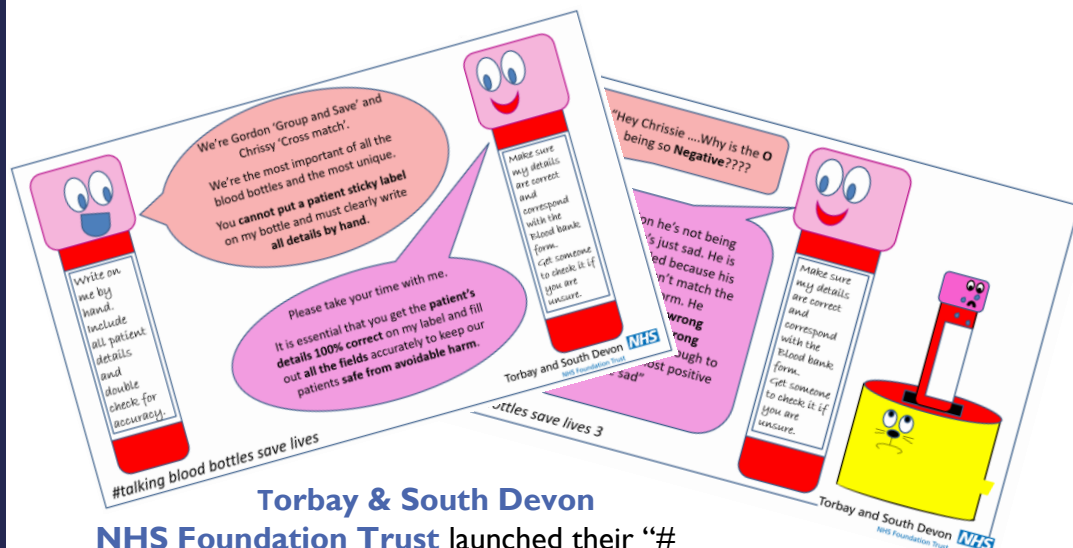 We're Gordon 'Group and Save' and
Chrissy 'Cross match'.
We're the most important of all the
blood bottles and the most unique.
You cannot put a patient sticky label
on my bottle and must clearly write
all details by hand.
Write on
me by
hand.
Include
all patient
details
and
double
check for
accuracy.
Please take your time with me.
It is essential that you get the patient's
details 100% correct on my label and fill
out all the fields accurately to keep our
patients safe from avoidable harm.
Make sure
my details
are correct
and
correspond
with the
Blood bank
form.
Get someone
to check it if
you are
unsure.
Torbay and South Devon NHS
NHS Foundation Trust
#talking blood bottles save lives
"Hey Chrissie ....Why is the O
being so Negative????
he's not being
just sad. He is
because his
match the
He
wrong
to
most positive
sad"
Make sure
my details
are correct
and
correspond
with the
Blood bank
form.
Get someone
to check it if
you are
unsure.
save lives 3
Torbay and South Devon NHS
NHS Foundation Trust
Torbay & South Devon
NHS Foundation Trust launched their "#